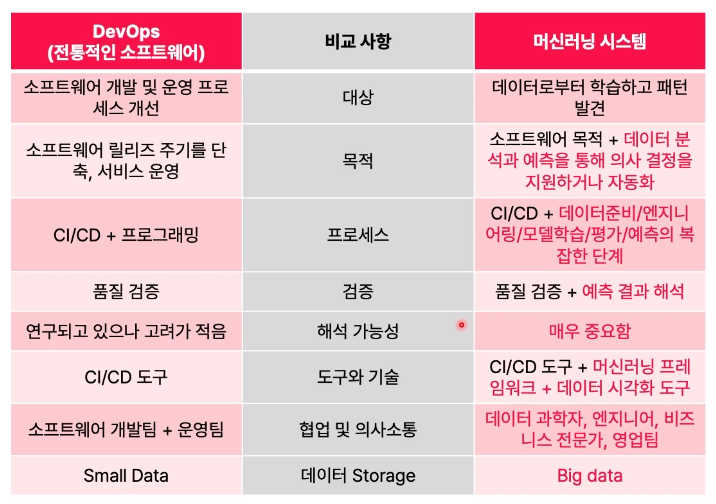 DevOps
(전통적인 소프트웨어)
비교 사항
머신러닝 시스템
소프트웨어 개발 및 운영 프로
세스 개선
대상
데이터로부터 학습하고 패턴
발견
소프트웨어 릴리즈 주기를 단
축, 서비스 운영
목적
소프트웨어 목적 + 데이터 분
석과 예측을 통해 의사 결정을
지원하거나 자동화
CI/CD + 프로그래밍
프로세스
CI/CD + 데이터준비/엔지니
어링/모델학습/평가/예측의 복
잡한 단계
품질 검증
검증
품질 검증 + 예측 결과 해석
연구되고 있으나 고려가 적음
해석 가능성
매우 중요함
CI/CD 도구
도구와 기술
CI/CD 도구 + 머신러닝 프레
임워크 + 데이터 시각화 도구
소프트웨어 개발팀 + 운영팀
협업 및 의사소통
데이터 과학자, 엔지니어, 비즈
니스 전문가, 영업팀
Small Data
데이터 Storage
Big data